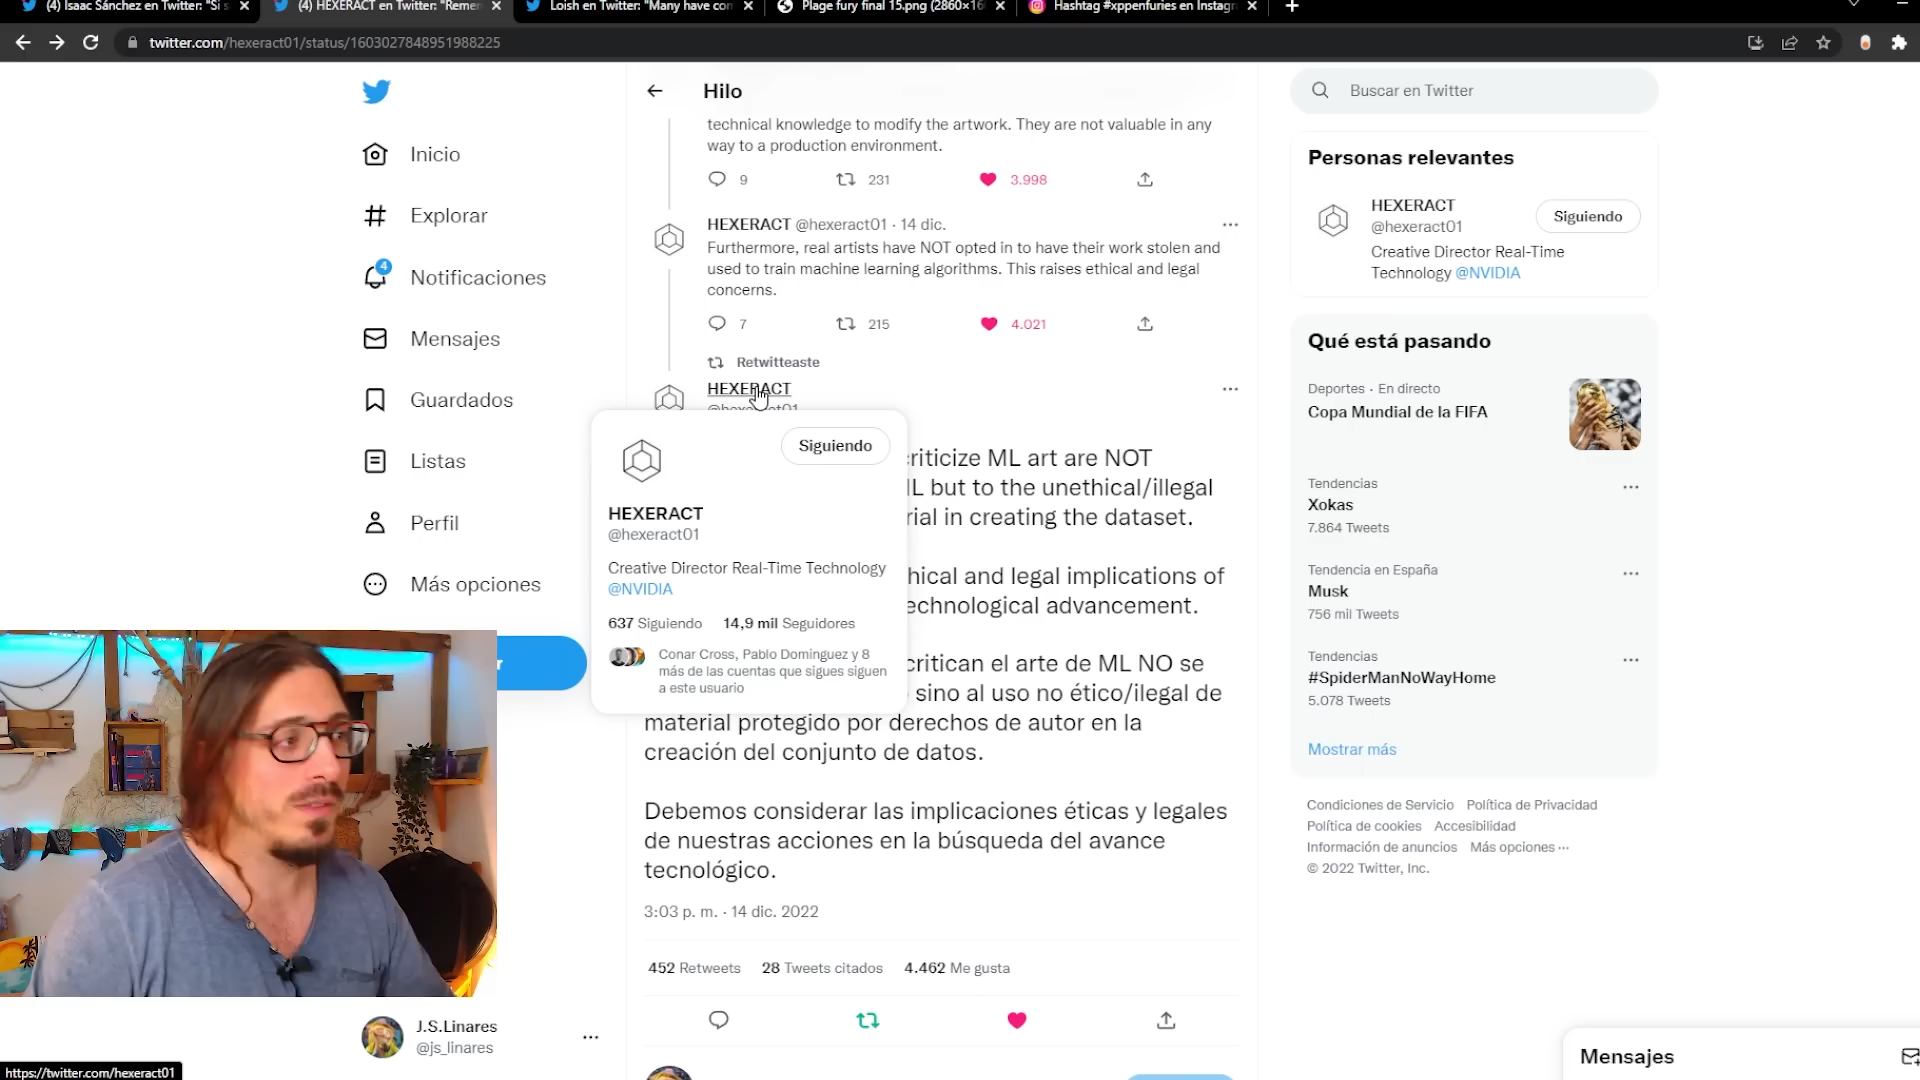 (4) Isaac Sánchez en Twitter: "Si s
(4) HEXERACT en Twitter: "Remem
Loish en Twitter: "Many have con
Plage fury final 15.png (2860×16
Hashtag #xppenfuries en Instagr
twitter.com/hexeract01/status/1603027848951988225
Inicio
Explorar
4
Notificaciones
Mensajes
Guardados
Listas
Perfil
Más opciones
r
J.S.Linares
@js_linares
https://twitter.com/hexeract01
Hilo
technical knowledge to modify the artwork. They are not valuable in any
way to a production environment.
9 231 3.998
HEXERACT @hexeract01 · 14 dic.
Furthermore, real artists have NOT opted in to have their work stolen and
used to train machine learning algorithms. This raises ethical and legal
concerns.
7 215 4.021
Retwitteaste
HEXERACT
@hexeract01
Siguiendo
HEXERACT
@hexeract01
Creative Director Real-Time Technology
@NVIDIA
637 Siguiendo 14,9 mil Seguidores
Conar Cross, Pablo Dominguez y 8
más de las cuentas que sigues siguen
a este usuario
criticize ML art are NOT
L but to the unethical/illegal
rial in creating the dataset.
hical and legal implications of
echnological advancement.
critican el arte de ML NO se
sino al uso no ético/ilegal de
material protegido por derechos de autor en la
creación del conjunto de datos.
Debemos considerar las implicaciones éticas y legales
de nuestras acciones en la búsqueda del avance
tecnológico.
3:03 p. m. · 14 dic. 2022
452 Retweets 28 Tweets citados 4.462 Me gusta
Buscar en Twitter
Personas relevantes
HEXERACT
@hexeract01
Siguiendo
Creative Director Real-Time
Technology @NVIDIA
Qué está pasando
Deportes · En directo
Copa Mundial de la FIFA
Tendencias
Xokas
7.864 Tweets
Tendencia en España
Musk
756 mil Tweets
Tendencias
#SpiderManNoWayHome
5.078 Tweets
Mostrar más
Condiciones de Servicio Política de Privacidad
Política de cookies Accesibilidad
Información de anuncios Más opciones ···
© 2022 Twitter, Inc.
Mensajes